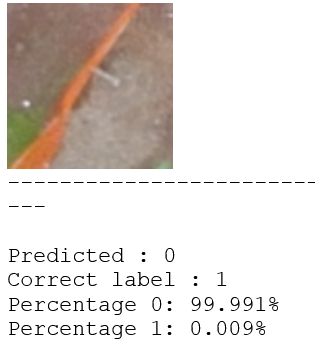 ------------------------
---
Predicted : 0
Correct label : 1
Percentage 0: 99.991%
Percentage 1: 0.009%